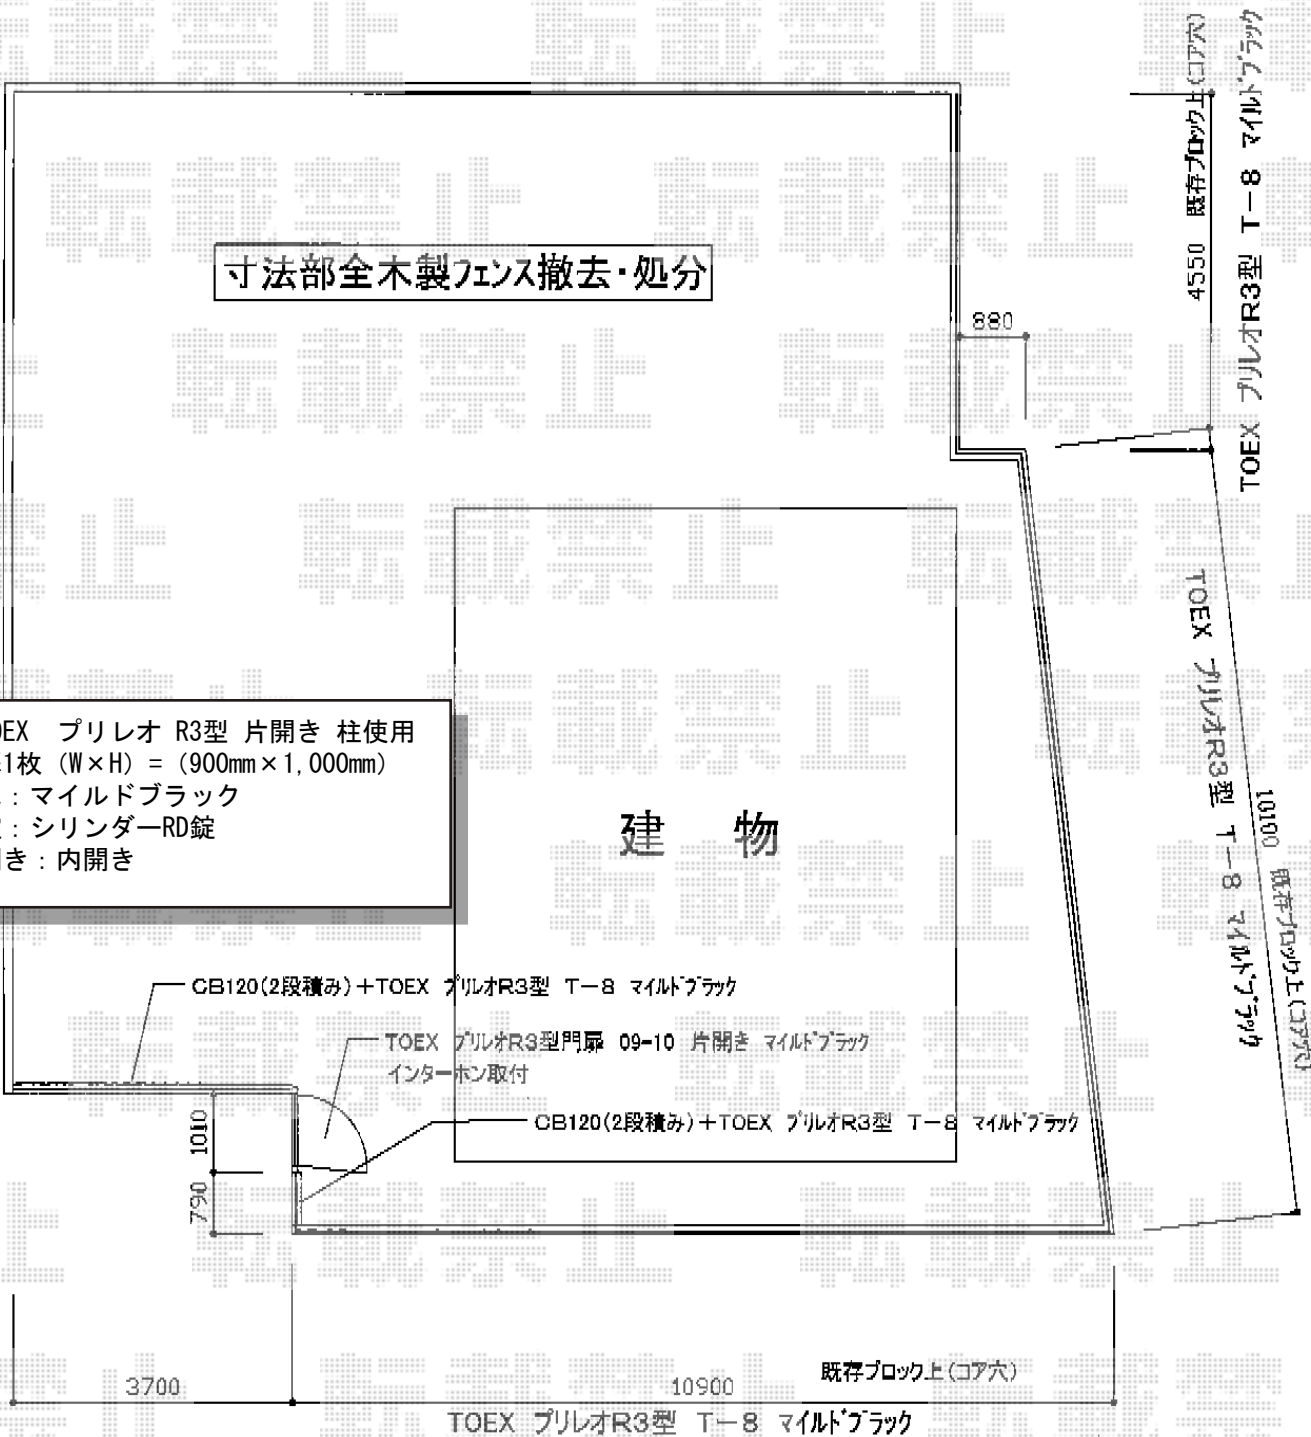 4550 既存ブロック上(コア穴)
TOEX プリレオR3型 T-8 マイルドブラック
寸法部全木製フェンス撤去・処分
880
TOEX プリレオR3型 T-8 マイルドブラック
10100 既存ブロック上(コア穴)
OEX プリレオ R3型 片開き 柱使用
1枚 (W×H) = (900mm×1,000mm)
:マイルドブラック
:シリンダーRD錠
き:内開き
建 物
CB120(2段積み)+TOEX プリレオR3型 T-8 マイルドブラック
TOEX プリレオR3型門扉 09-10 片開き マイルドブラック
インターホン取付
CB120(2段積み)+TOEX プリレオR3型 T-8 マイルドブラック
1010
790
3700
10900
既存ブロック上(コア穴)
TOEX プリレオR3型 T-8 マイルドブラック
転載禁止